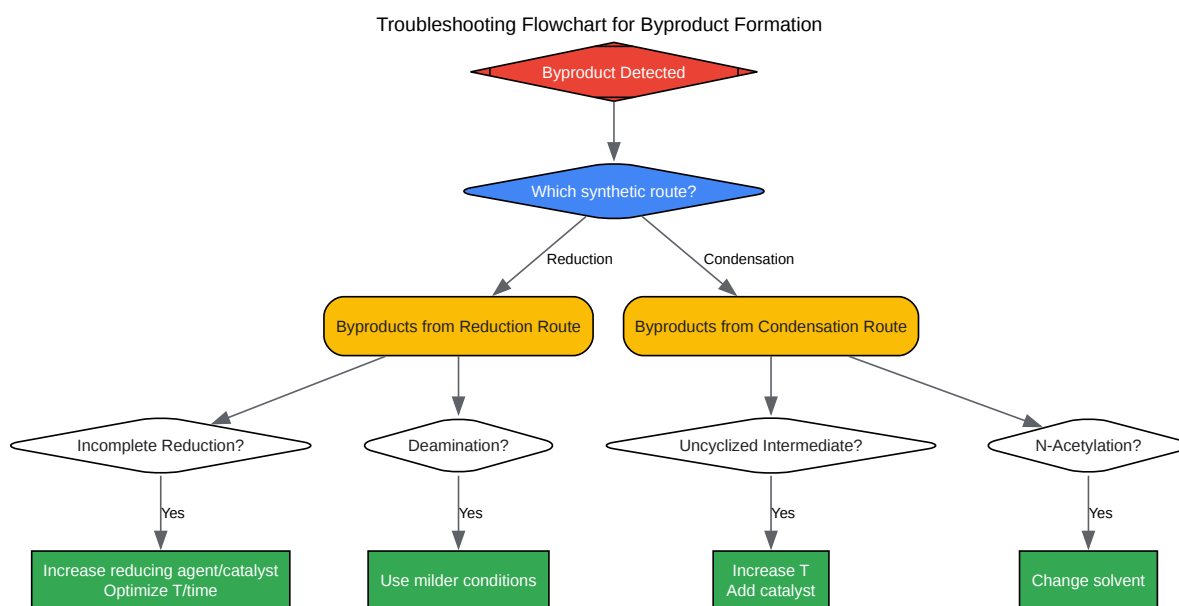 Troubleshooting Flowchart for Byproduct Formation
Byproduct Detected
Which synthetic route?
Reduction
Condensation
Byproducts from Reduction Route
Byproducts from Condensation Route
Incomplete Reduction?
Deamination?
Uncyclized Intermediate?
N-Acetylation?
Yes
Yes
Yes
Yes
Increase reducing agent/catalyst
Optimize T/time
Use milder conditions
Increase T
Add catalyst
Change solvent